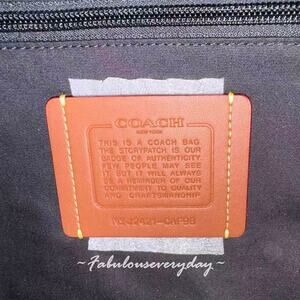 COACH
NEW YORK
THIS IS A COACH BAG.
THE STORYPATCH IS OUR
BADGE OF AUTHENTICITY.
FEW PEOPLE MAY SEE
IT, BUT IT WILL ALWAYS
BE A REMINDER OF OUR
COMMITMENT TO QUALITY
AND CRAFTSMANSHIP
~ Fabulouseveryday~